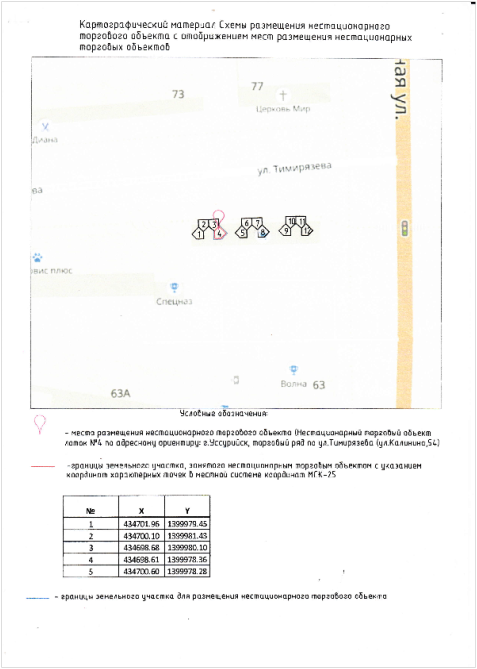 Картографический материал Схемы размещения нестационарного
торгового объекта с отображением мест размещения нестационарных
торговых объектов
73
77
Церковь Мир
ная ул.
Диана
ул. Тимирязева
ва
1 2 3 4
5 6 7 8
9 10 11 12
вис плюс
Спецназ
Волна 63
63А
Условные обозначения:
- места размещения нестационарного торгового объекта (Нестационарный торговый объект
лоток №4 по адресному ориентиру: г.Уссурийск, торговый ряд по ул.Тимирязева (ул.Калинина,54)
-границы земельного участка, занятого нестационарным торговым объектом с указанием
координат характерных точек в местной системе координат МСК-25
№ X Y
1 434701.96 1399979.45
2 434700.10 1399981.43
3 434698.68 1399980.10
4 434698.61 1399978.36
5 434700.60 1399978.28
- границы земельного участка для размещения нестационарного торгового объекта